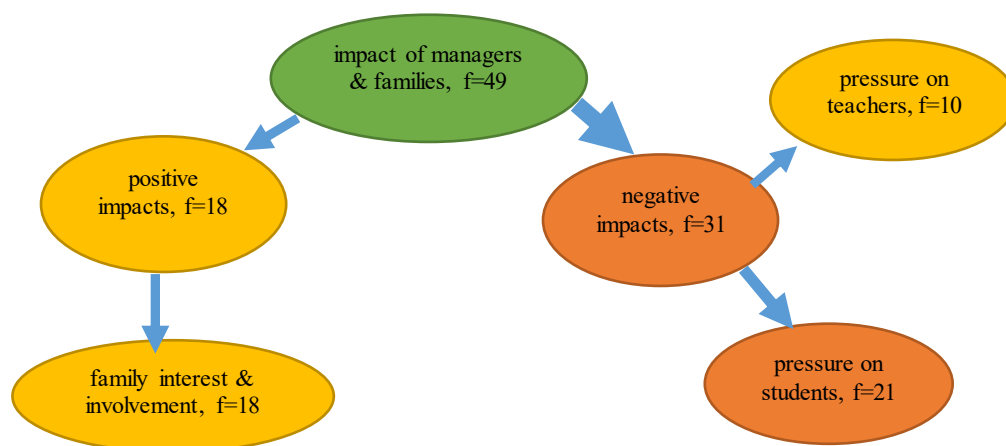 impact of managers
& families, f=49
pressure on
teachers, f=10
positive
impacts, f=18
negative
impacts, f=31
family interest &
involvement, f=18
pressure on
students, f=21